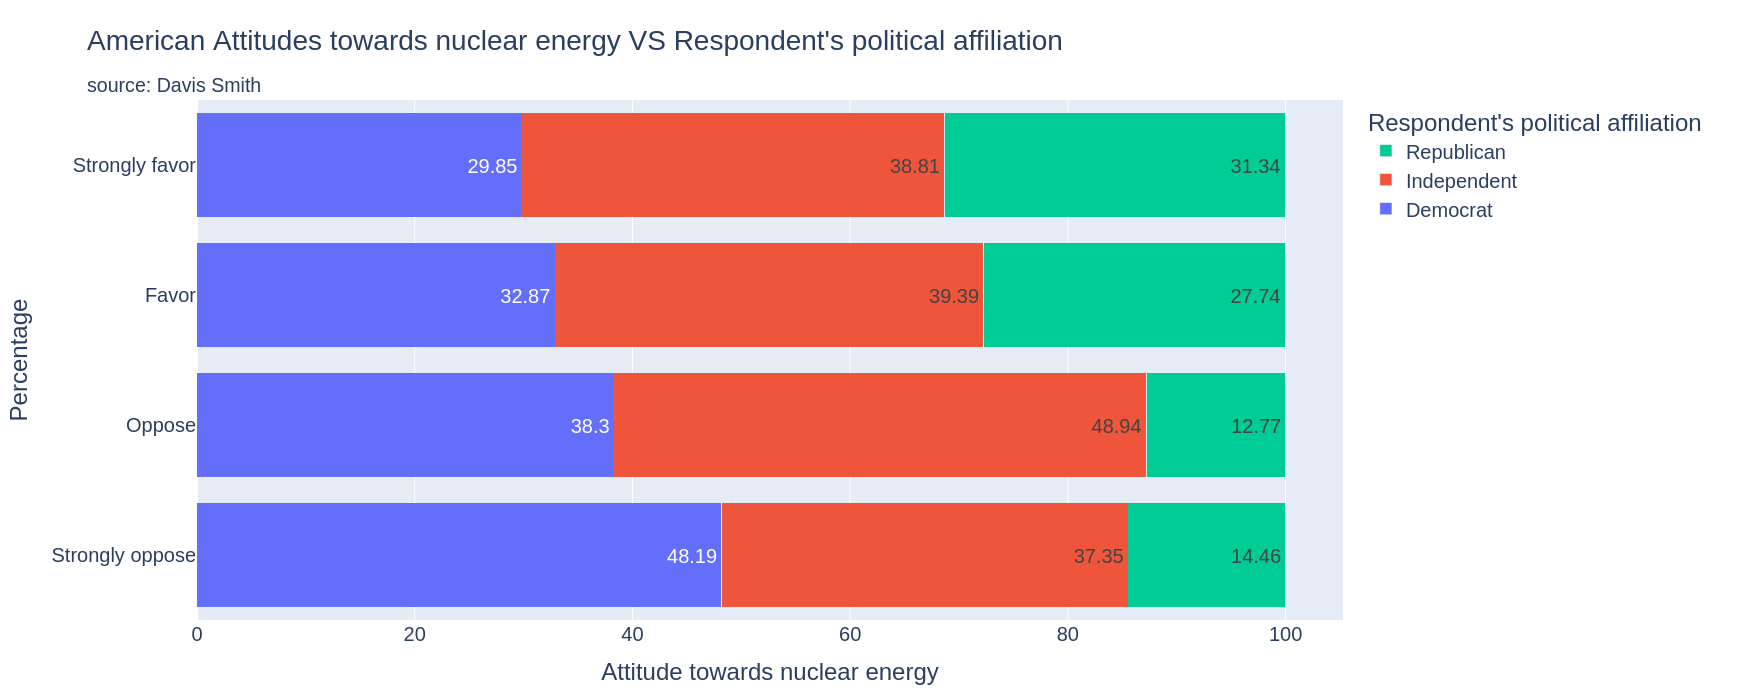 American Attitudes towards nuclear energy VS Respondent's political affiliation
source: Davis Smith
Respondent's political affiliation
Republican
Independent
Democrat
Percentage
Strongly favor
29.85
38.81
31.34
Favor
32.87
39.39
27.74
Oppose
38.3
48.94
12.77
Strongly oppose
48.19
37.35
14.46
0
20
40
60
80
100
Attitude towards nuclear energy